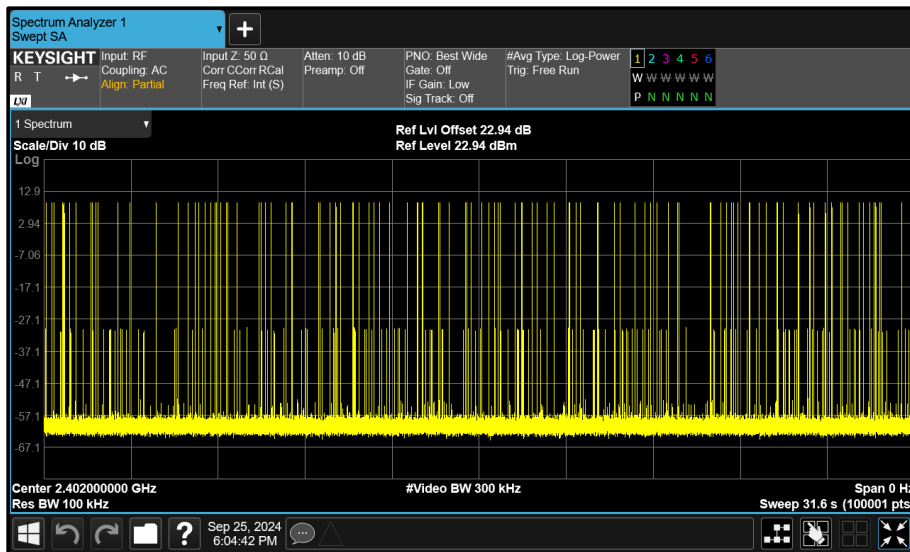 Spectrum Analyzer 1
Swept SA
+
KEYSIGHT
R T
LXI
Input: RF
Coupling: AC
Align: Partial
Input Z: 50 Ω
Corr CCorr RCal
Freq Ref: Int (S)
Atten: 10 dB
Preamp: Off
PNO: Best Wide
Gate: Off
IF Gain: Low
Sig Track: Off
#Avg Type: Log-Power
Trig: Free Run
1 2 3 4 5 6
W W W W W W
P N N N N N
1 Spectrum
Scale/Div 10 dB
Ref Lvl Offset 22.94 dB
Ref Level 22.94 dBm
Log
12.9
2.94
-7.06
-17.1
-27.1
-37.1
-47.1
-57.1
-67.1
Center 2.402000000 GHz
#Video BW 300 kHz
Span 0 Hz
Res BW 100 kHz
Sweep 31.6 s (100001 pts
?
Sep 25, 2024
6:04:42 PM